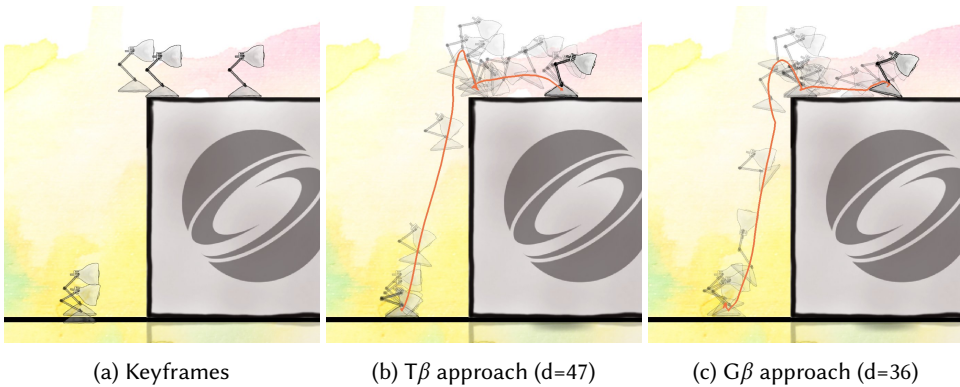 (a) Keyframes
(b) Tβ approach (d=47)
(c) Gβ approach (d=36)